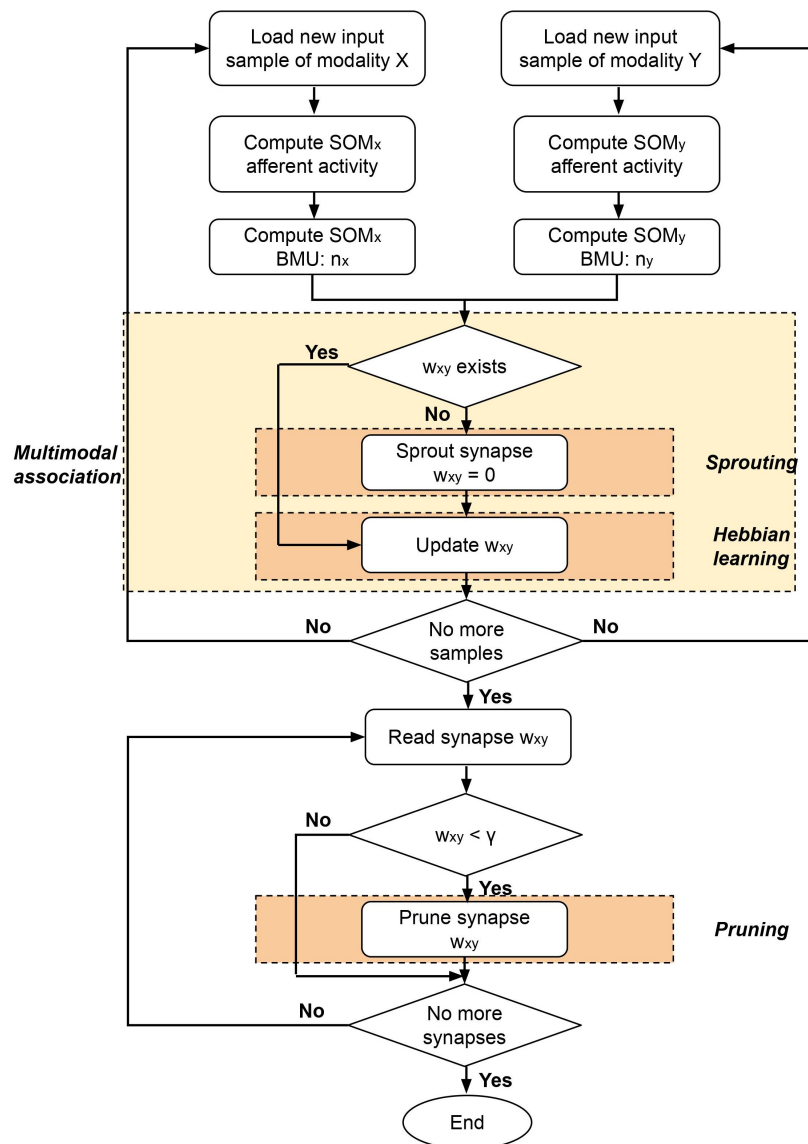 Load new input
sample of modality X
Load new input
sample of modality Y
Compute SOMx
afferent activity
Compute SOMy
afferent activity
Compute SOMx
BMU: nx
Compute SOMy
BMU: ny
Yes
wxy exists
No
Multimodal
association
Sprout synapse
wxy = 0
Sprouting
Update wxy
Hebbian
learning
No
No more
samples
No
Yes
Read synapse wxy
No
wxy < γ
Yes
Prune synapse
wxy
Pruning
No
No more
synapses
Yes
End